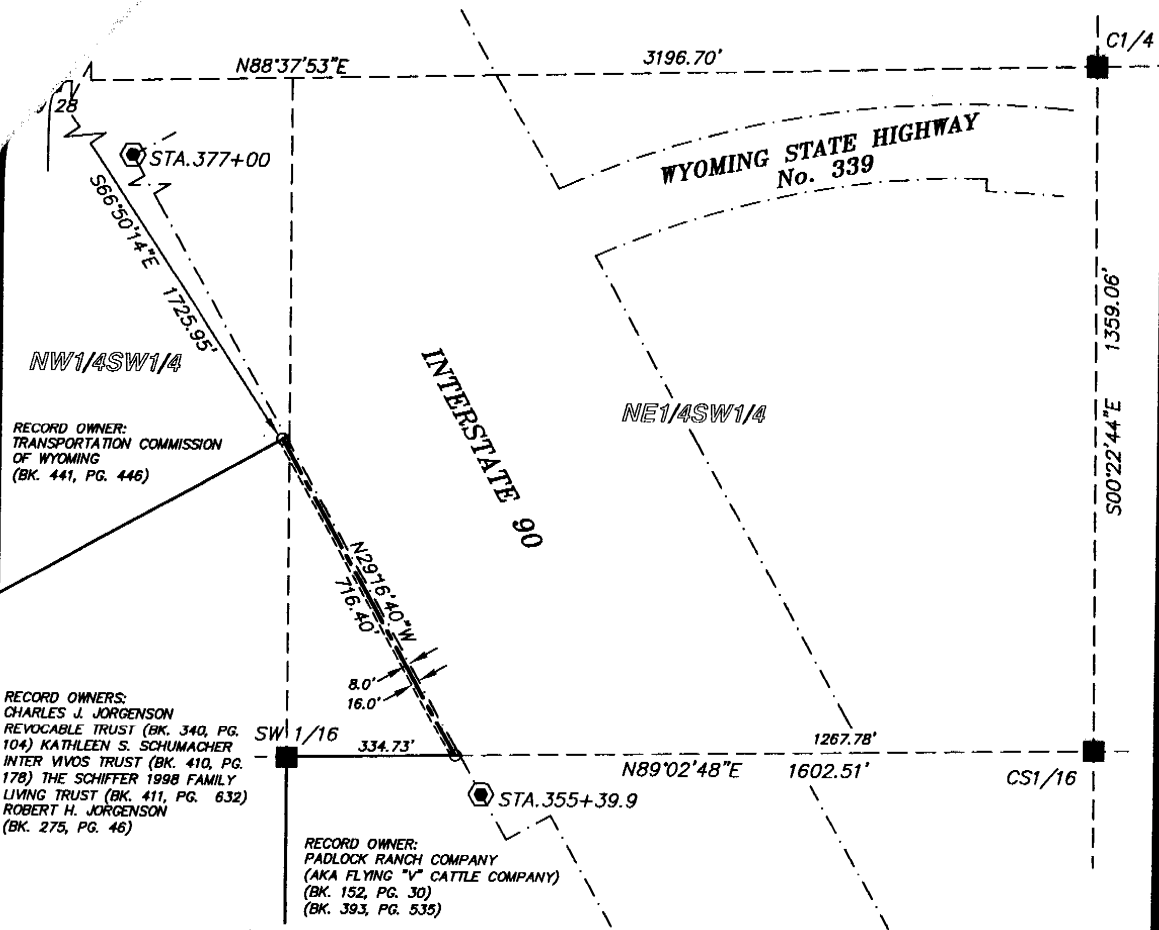 C1/4
N88°37'53"E
3196.70'
28
STA.377+00
WYOMING STATE HIGHWAY
No. 339
S66°50'14"E 1725.95'
1359.06'
S00°22'44"E
NW1/4SW1/4
INTERSTATE 90
NE1/4SW1/4
RECORD OWNER:
TRANSPORTATION COMMISSION
OF WYOMING
(BK. 441, PG. 446)
N29°16'40"W
716.40'
8.0'
16.0'
RECORD OWNERS:
CHARLES J. JORGENSON
REVOCABLE TRUST (BK. 340, PG.
104) KATHLEEN S. SCHUMACHER
INTER VIVOS TRUST (BK. 410, PG.
178) THE SCHIFFER 1998 FAMILY
LIVING TRUST (BK. 411, PG. 632)
ROBERT H. JORGENSON
(BK. 275, PG. 46)
SW 1/16
334.73'
1267.78'
N89°02'48"E 1602.51'
CS1/16
STA.355+39.9
RECORD OWNER:
PADLOCK RANCH COMPANY
(AKA FLYING "V" CATTLE COMPANY)
(BK. 152, PG. 30)
(BK. 393, PG. 535)